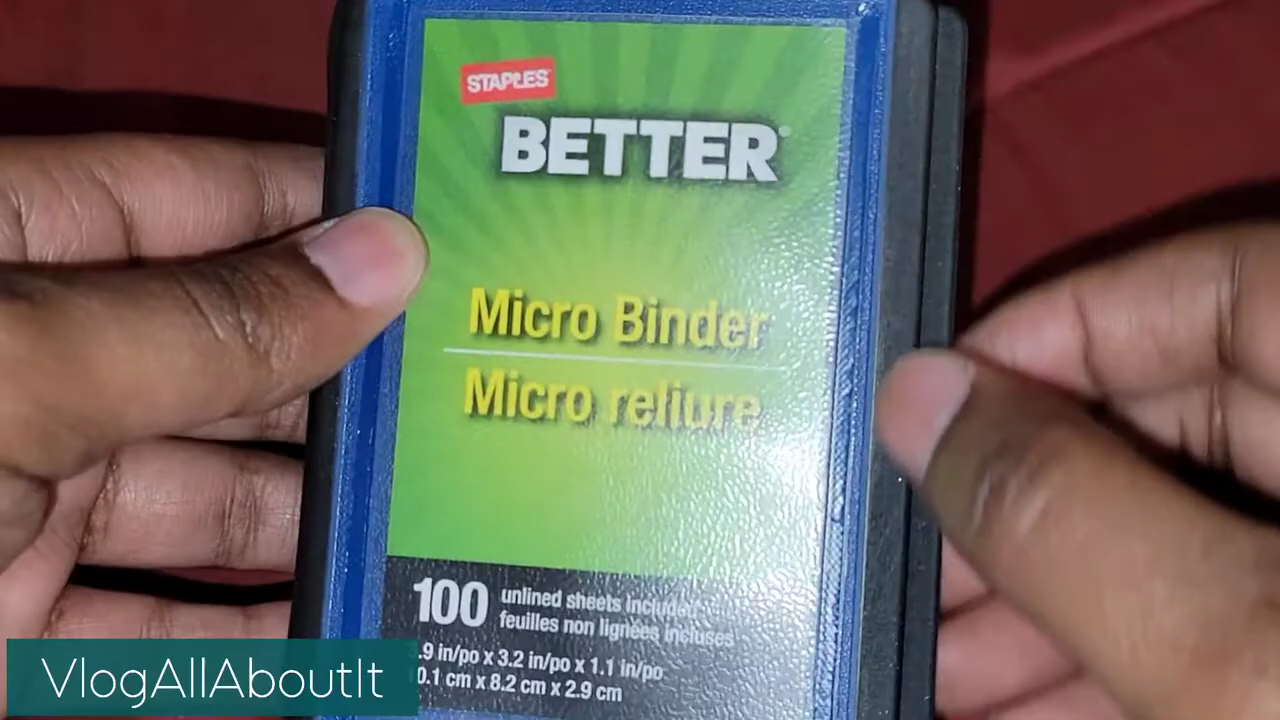 STAPLES
BETTER®
Micro Binder
Micro reliure
100 unlined sheets included
feuilles non lignées incluses
.9 in/po x 3.2 in/po x 1.1 in/po
0.1 cm x 8.2 cm x 2.9 cm
VlogAllAboutIt